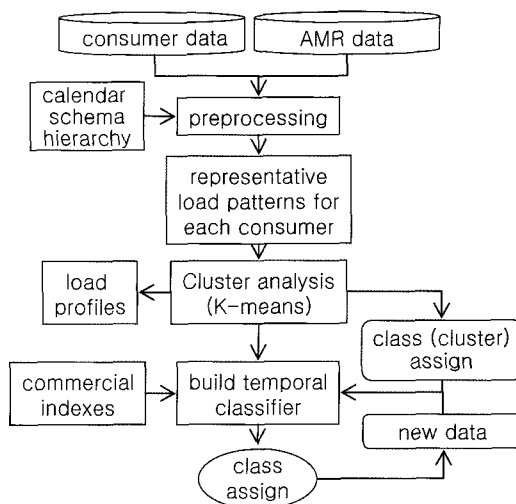 consumer data
AMR data
calendar
schema
hierarchy
preprocessing
representative
load patterns for
each consumer
load
profiles
Cluster analysis
(K-means)
class (cluster)
assign
commercial
indexes
build temporal
classifier
new data
class
assign